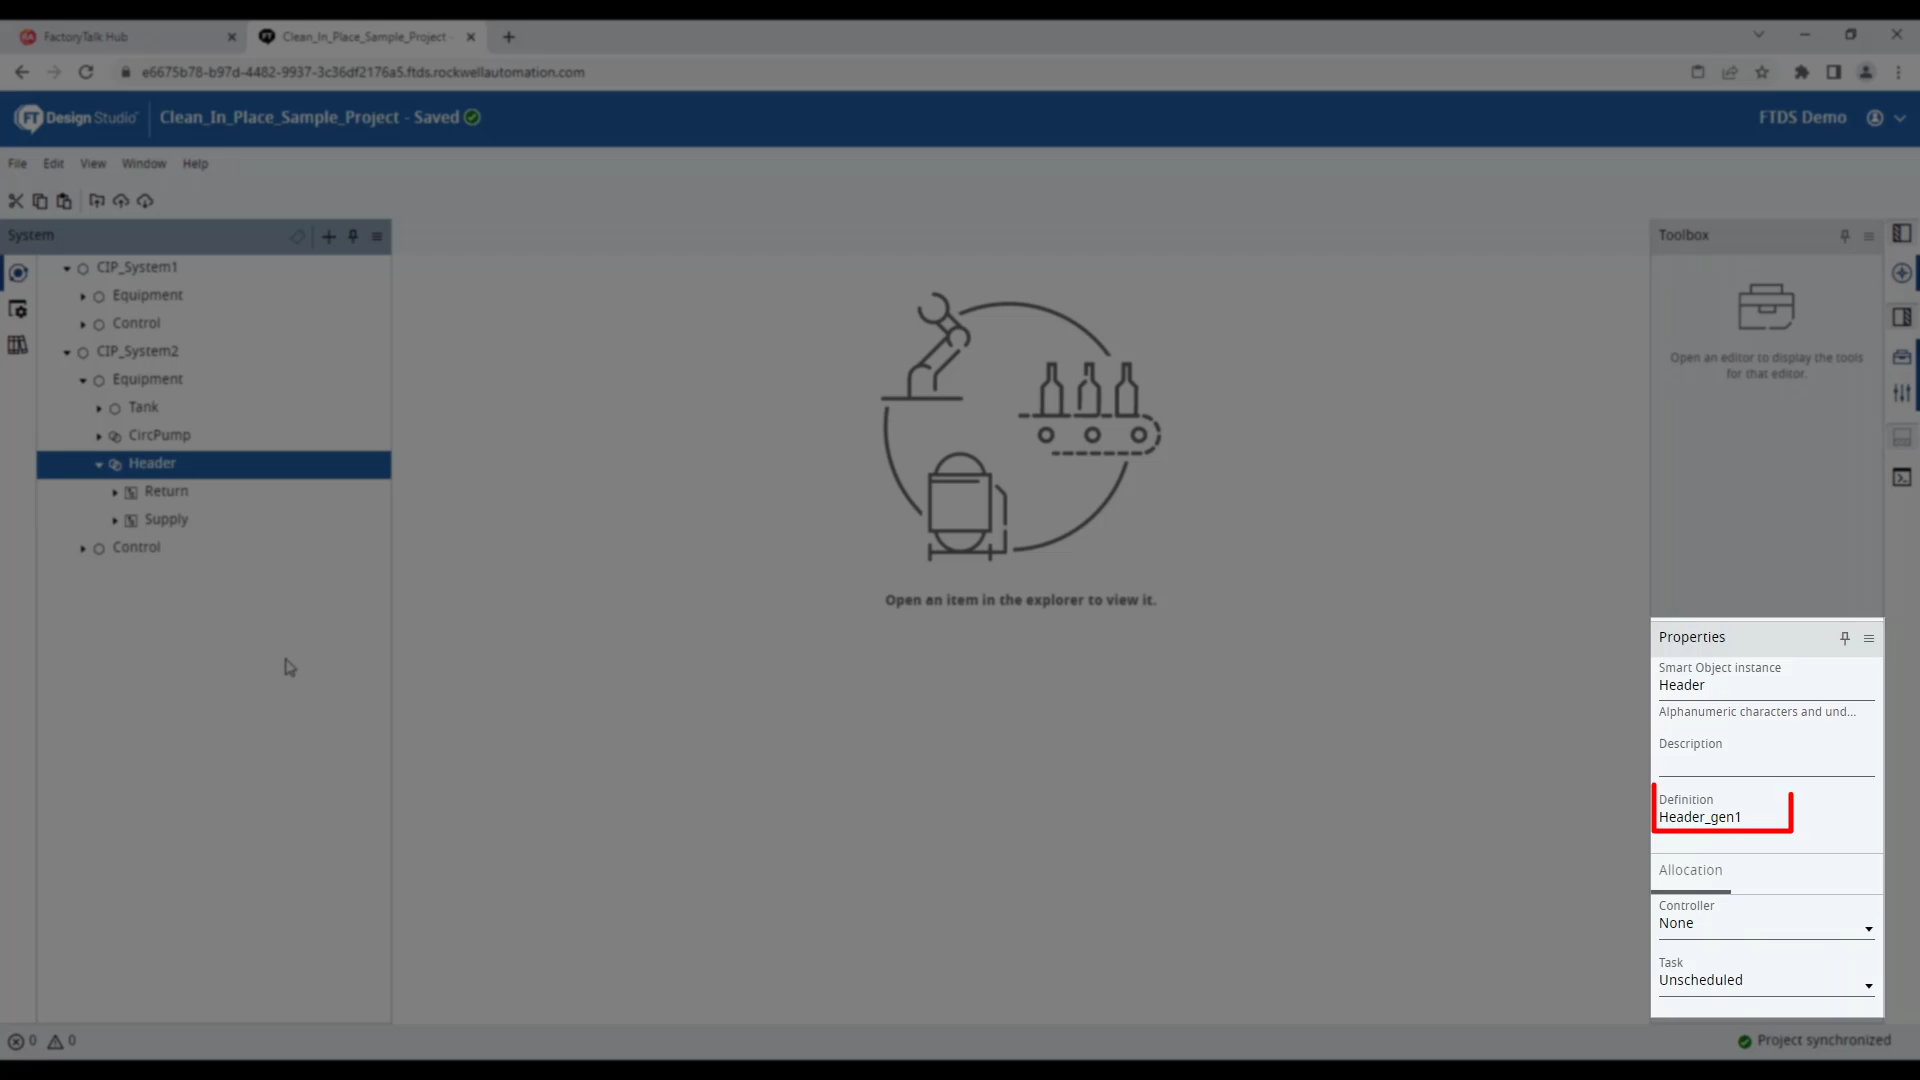 FactoryTalk Hub
Clean_In_Place_Sample_Project -
e6675b78-b97d-4482-9937-3c36df2176a5.ftds.rockwellautomation.com
FT DesignStudio
Clean_In_Place_Sample_Project - Saved
FTDS Demo
File Edit View Window Help
System
CIP_System1
Equipment
Control
CIP_System2
Equipment
Tank
CircPump
Header
Return
Supply
Control
Open an item in the explorer to view it.
Toolbox
Open an editor to display the tools
for that editor.
Properties
Smart Object instance
Header
Alphanumeric characters and und...
Description
Definition
Header_gen1
Allocation
Controller
None
Task
Unscheduled
0 0
Project synchronized